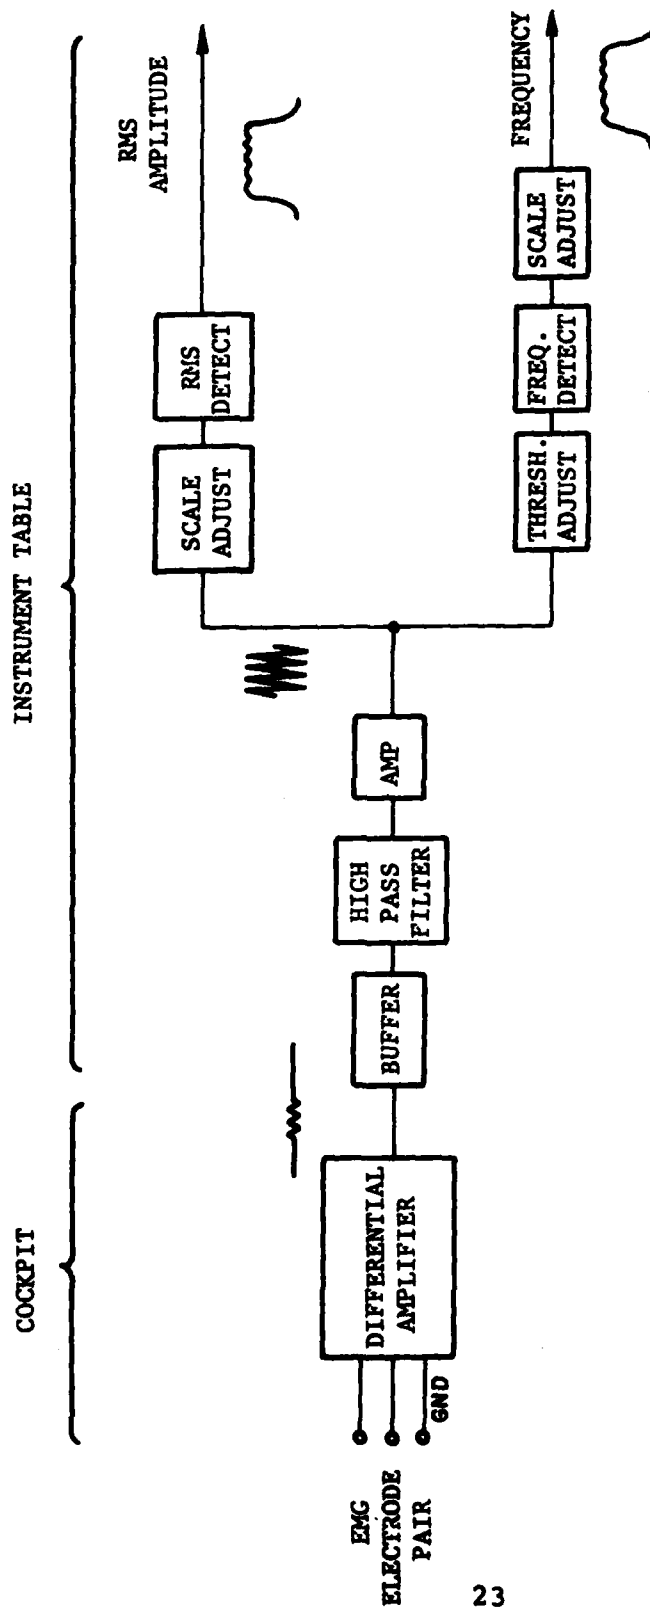 COCKPIT
INSTRUMENT TABLE
EMG
ELECTRODE
PAIR
GND
DIFFERENTIAL
AMPLIFIER
BUFFER
HIGH
PASS
FILTER
AMP
SCALE
ADJUST
RMS
DETECT
RMS
AMPLITUDE
THRESH.
ADJUST
FREQ.
DETECT
SCALE
ADJUST
FREQUENCY
23